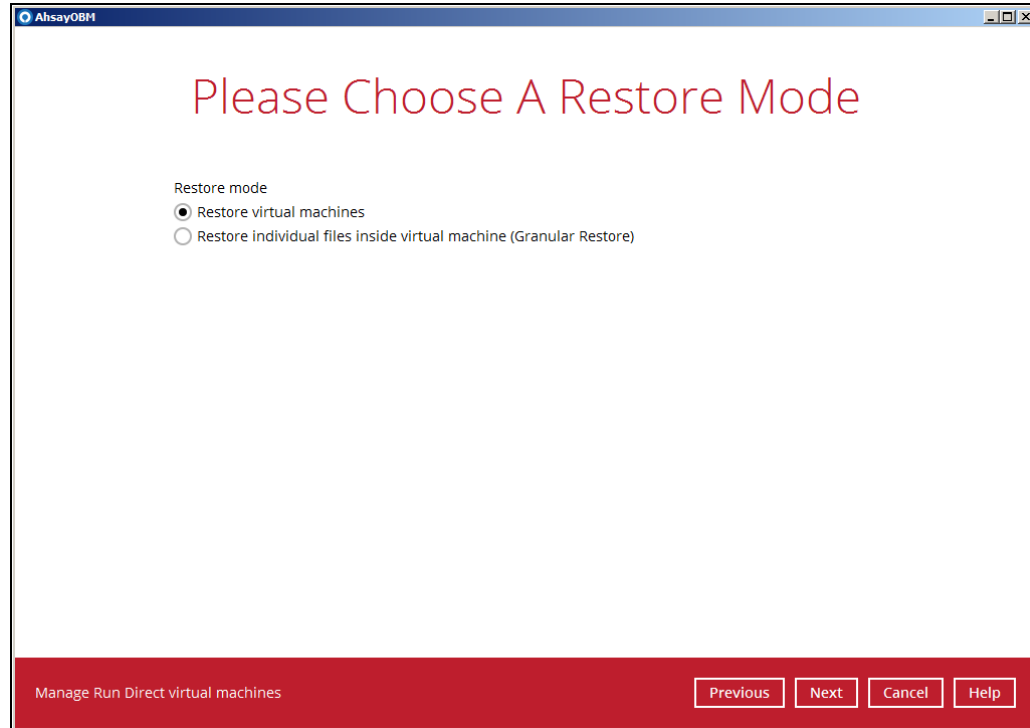 AhsayOBM
Please Choose A Restore Mode
Restore mode
Restore virtual machines
Restore individual files inside virtual machine (Granular Restore)
Manage Run Direct virtual machines
Previous
Next
Cancel
Help